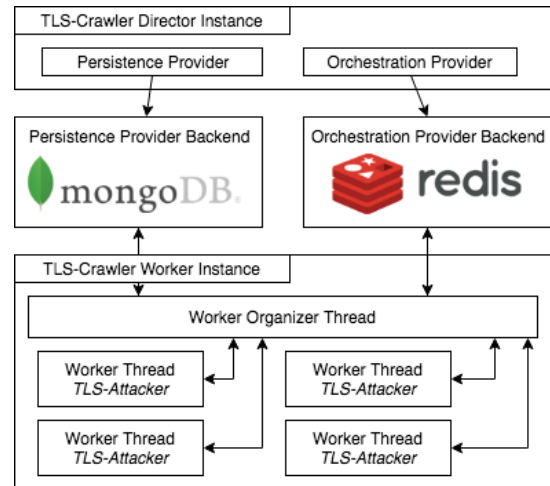 TLS-Crawler Director Instance
Persistence Provider
Orchestration Provider
Persistence Provider Backend
mongoDB®
Orchestration Provider Backend
redis
TLS-Crawler Worker Instance
Worker Organizer Thread
Worker Thread
TLS-Attacker
Worker Thread
TLS-Attacker
Worker Thread
TLS-Attacker
Worker Thread
TLS-Attacker